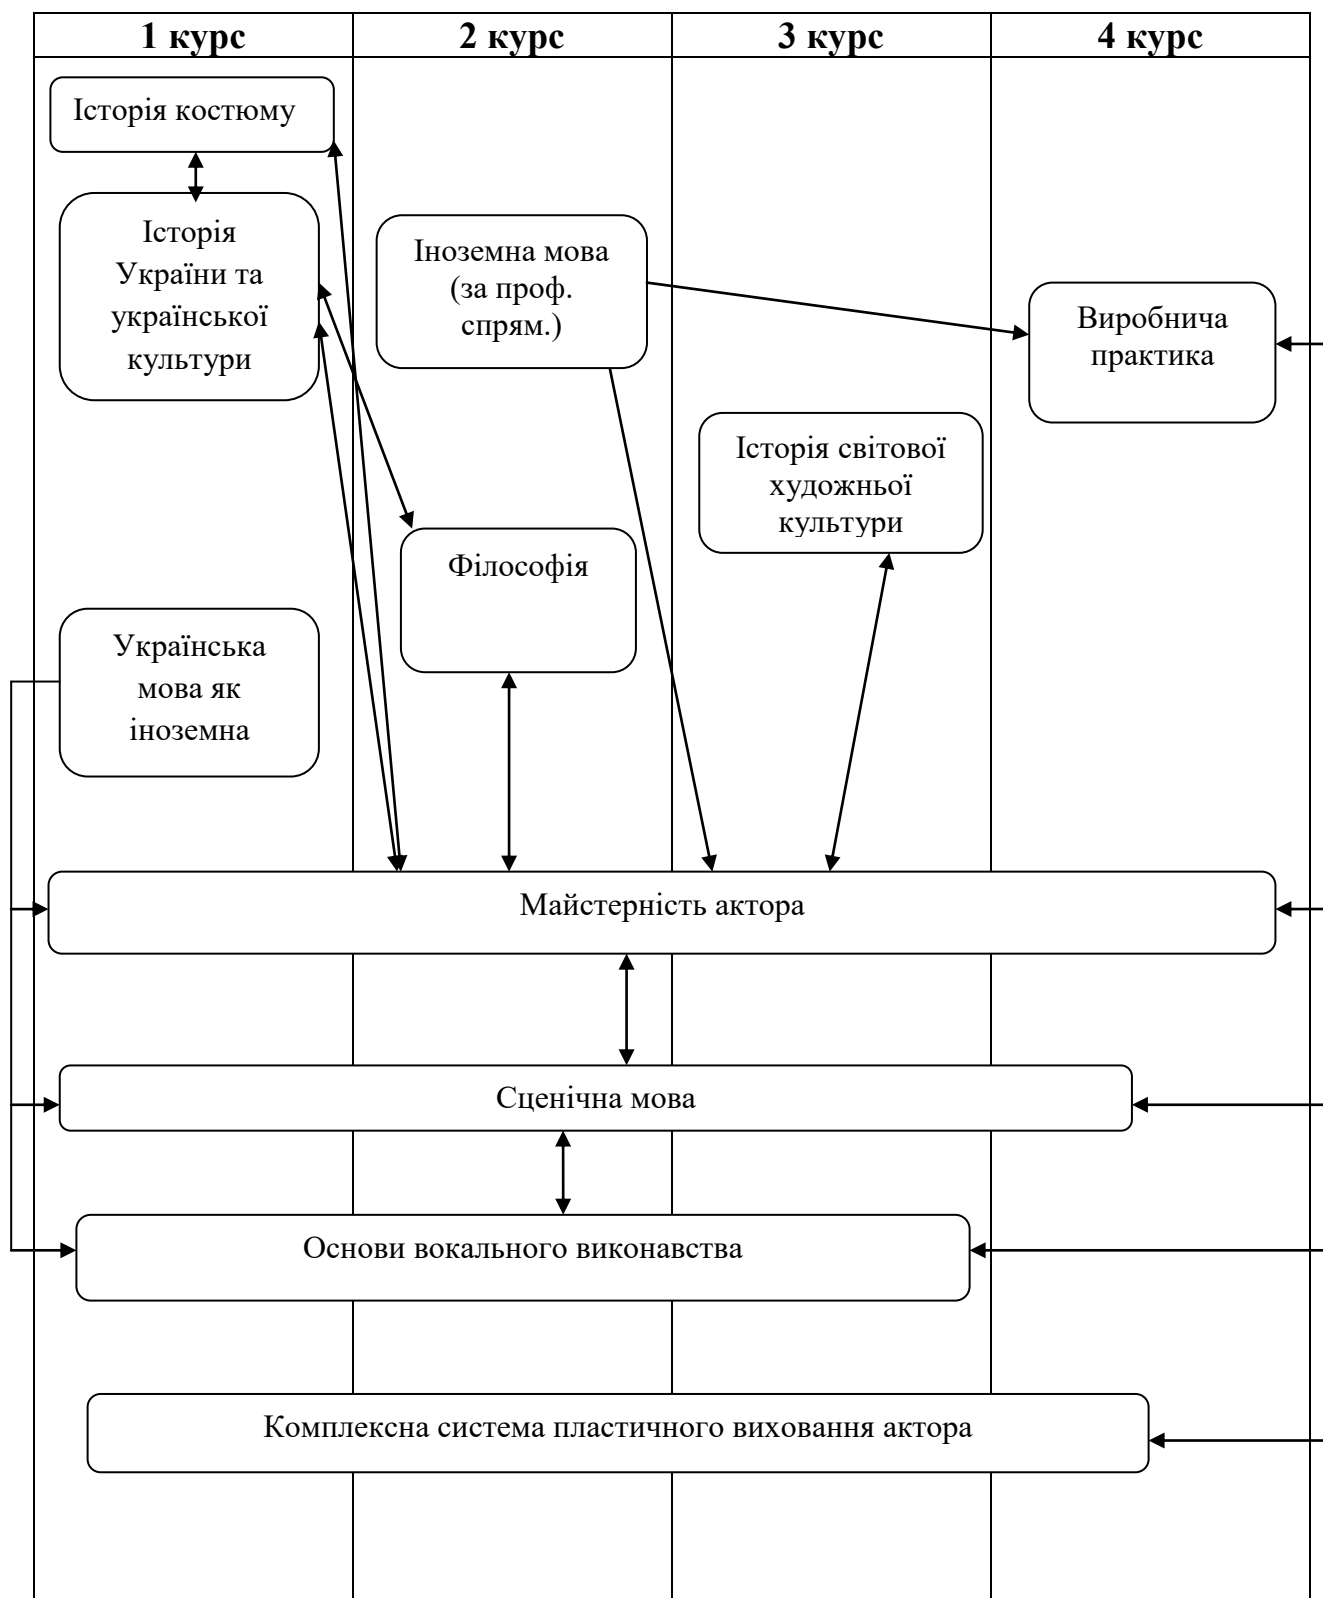 1 курс
2 курс
3 курс
4 курс
Історія костюму
Історія
України та
української
культури
Іноземна мова
(за проф.
спрям.)
Виробнича
практика
Історія світової
художньої
культури
Філософія
Українська
мова як
іноземна
Майстерність актора
Сценічна мова
Основи вокального виконавства
Комплексна система пластичного виховання актора